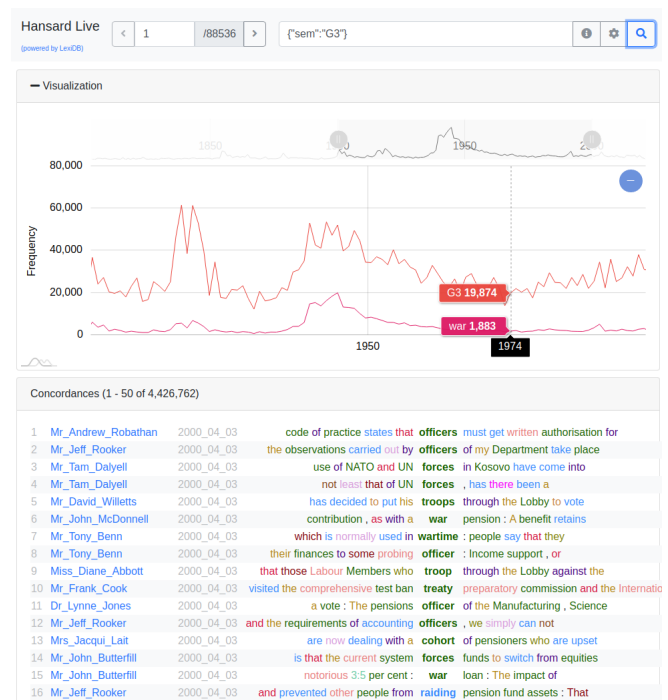 Hansard Live
(powered by LexiDB)
< 1 /88536 > {"sem":"G3"}
Visualization
1850 1950
80,000
60,000
40,000
20,000
0
Frequency
G3 19,874
war 1,883
1950 1974
Concordances (1 - 50 of 4,426,762)
1 Mr_Andrew_Robathan 2000_04_03 code of practice states that officers must get written authorisation for
2 Mr_Jeff_Rooker 2000_04_03 the observations carried out by officers of my Department take place
3 Mr_Tam_Dalyell 2000_04_03 use of NATO and UN forces in Kosovo have come into
4 Mr_Tam_Dalyell 2000_04_03 not least that of UN forces , has there been a
5 Mr_David_Willetts 2000_04_03 has decided to put his troops through the Lobby to vote
6 Mr_John_McDonnell 2000_04_03 contribution , as with a war pension : A benefit retains
7 Mr_Tony_Benn 2000_04_03 which is normally used in wartime : people say that they
8 Mr_Tony_Benn 2000_04_03 their finances to some probing officer : Income support , or
9 Miss_Diane_Abbott 2000_04_03 that those Labour Members who troop through the Lobby against the
10 Mr_Frank_Cook 2000_04_03 visited the comprehensive test ban treaty preparatory commission and the Internatio
11 Dr_Lynne_Jones 2000_04_03 a vote : The pensions officer of the Manufacturing , Science
12 Mr_Jeff_Rooker 2000_04_03 and the requirements of accounting officers , we simply can not
13 Mrs_Jacqui_Lait 2000_04_03 are now dealing with a cohort of pensioners who are upset
14 Mr_John_Butterfill 2000_04_03 is that the current system forces funds to switch from equities
15 Mr_John_Butterfill 2000_04_03 notorious 3:5 per cent : war loan : The impact of
16 Mr_Jeff_Rooker 2000_04_03 and prevented other people from raiding pension fund assets : That